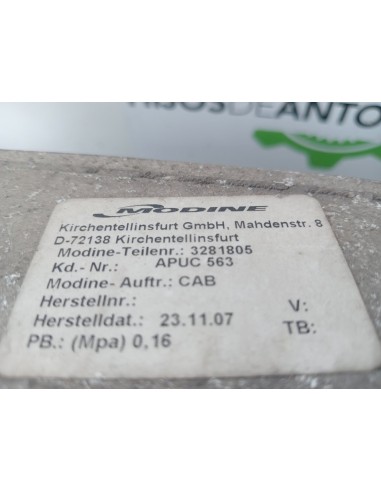 DEANTO
MODINE
Kirchentellinsfurt GmbH, Mahdenstr. 8
D-72138 Kirchentellinsfurt
Modine-Teilenr.: 3281805
Kd.- Nr.: APUC 563
Modine- Auftr.: CAB
Herstellnr.: V:
Herstelldat.: 23.11.07 TB:
PB.: (Mpa) 0,16